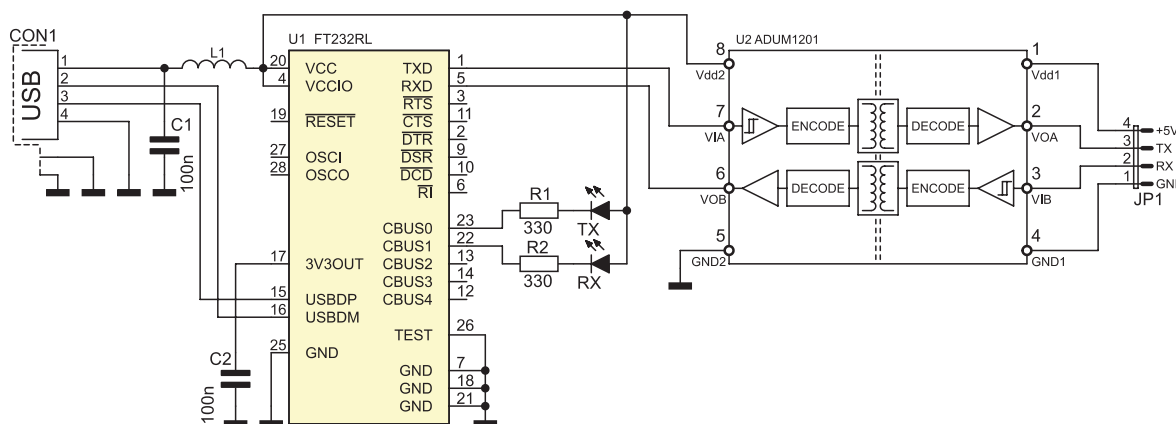 CON1
USB
1
2
3
4
C1
100n
L1
U1 FT232RL
20 VCC
4 VCCIO
19 RESET
27 OSCI
28 OSCO
17 3V3OUT
15 USBDP
16 USBDM
25 GND
TXD 1
RXD 5
RTS 3
CTS 11
DTR 2
DSR 9
DCD 10
RI 6
CBUS0 23
CBUS1 22
CBUS2 13
CBUS3 14
CBUS4 12
TEST 26
GND 7
GND 18
GND 21
C2
100n
R1
330
TX
R2
330
RX
U2 ADUM1201
8
Vdd2
7
VIA
6
VOB
5
GND2
ENCODE
DECODE
DECODE
ENCODE
1
Vdd1
2
VOA
3
VIB
4
GND1
4 +5V
3 TX
2 RX
1 GND
JP1